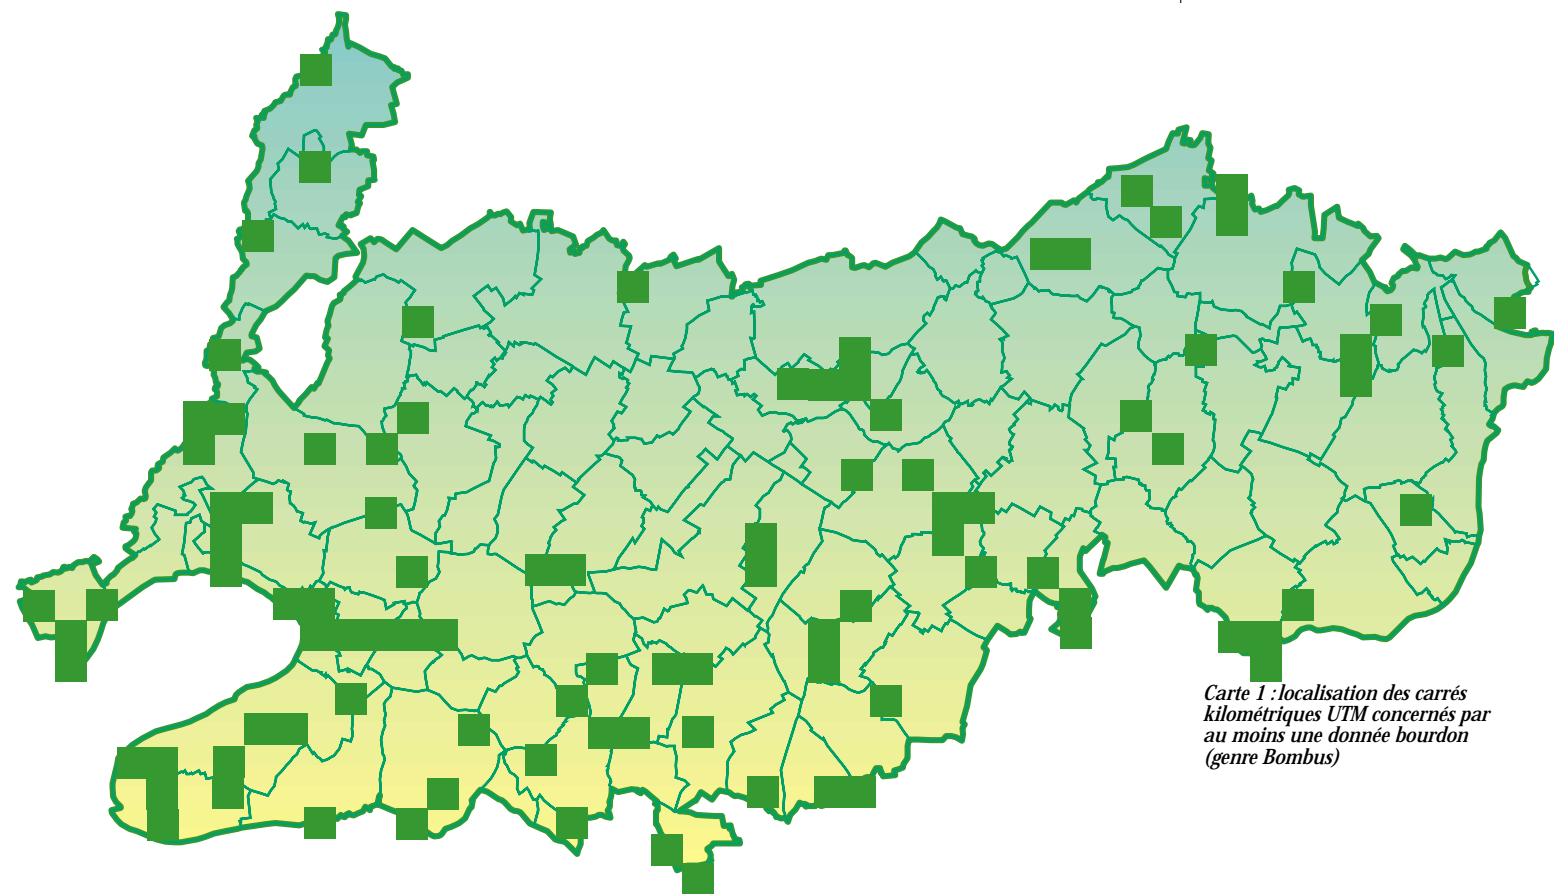 Carte 1 : localisation des carrés
kilométriques UTM concernés par
au moins une donnée bourdon
(genre Bombus)